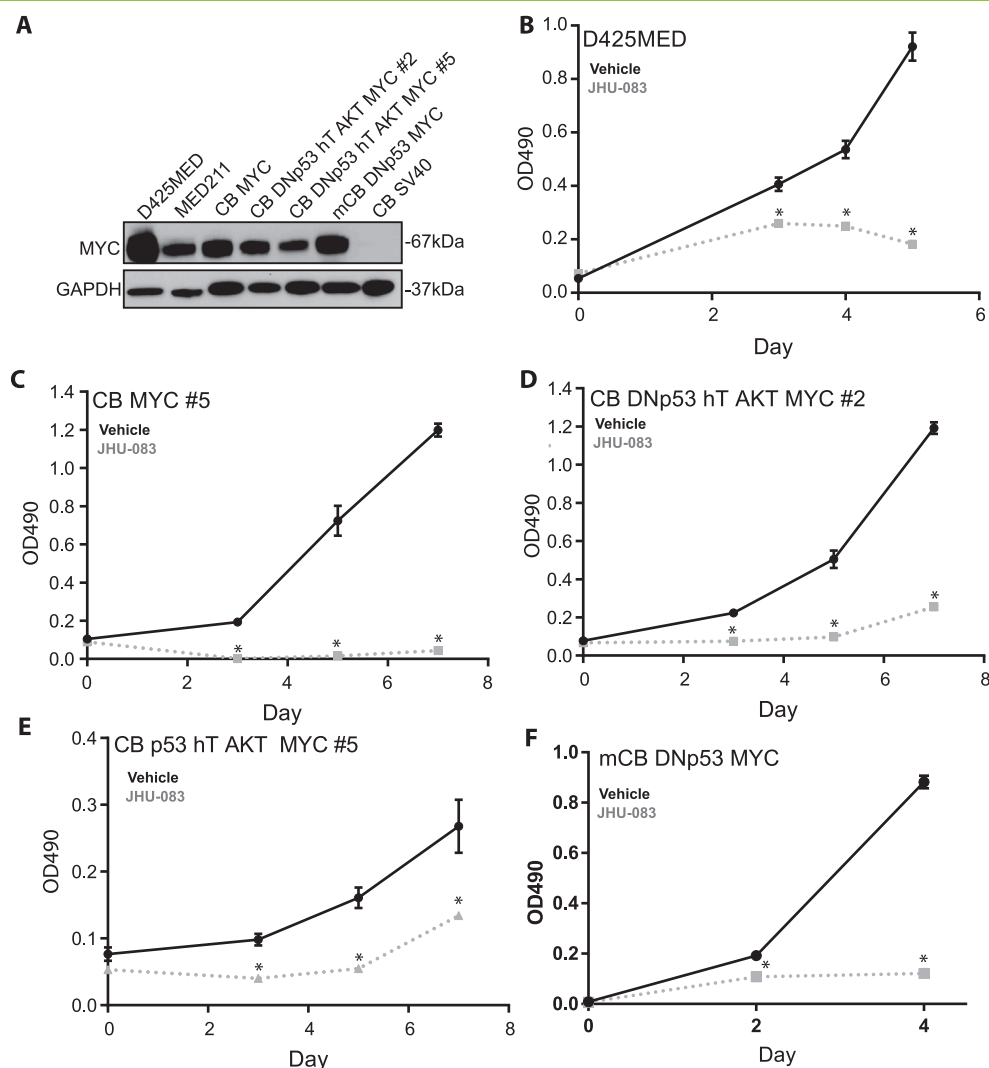 A
D425MED
MED211
CB MYC
CB DNp53 hT AKT MYC #2
CB DNp53 hT AKT MYC #5
mCB DNp53 MYC
CB SV40
MYC
-67kDa
GAPDH
-37kDa
B
D425MED
Vehicle
JHU-083
OD490
1.0
0.8
0.6
0.4
0.2
0.0
* * *
0 2 4 6
Day
C
CB MYC #5
Vehicle
JHU-083
OD490
1.4
1.2
1.0
0.8
0.6
0.4
0.2
0.0
* * *
0 2 4 6 8
Day
D
CB DNp53 hT AKT MYC #2
Vehicle
JHU-083
OD490
1.4
1.2
1.0
0.8
0.6
0.4
0.2
0.0
* * *
0 2 4 6 8
Day
E
CB p53 hT AKT MYC #5
Vehicle
JHU-083
OD490
0.4
0.3
0.2
0.1
0.0
* * *
0 2 4 6 8
Day
F
mCB DNp53 MYC
Vehicle
JHU-083
OD490
1.0
0.8
0.6
0.4
0.2
0.0
* *
0 2 4
Day